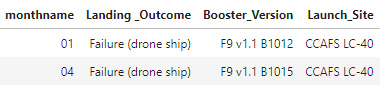 monthname Landing _Outcome Booster_Version Launch_Site
01 Failure (drone ship) F9 v1.1 B1012 CCAFS LC-40
04 Failure (drone ship) F9 v1.1 B1015 CCAFS LC-40